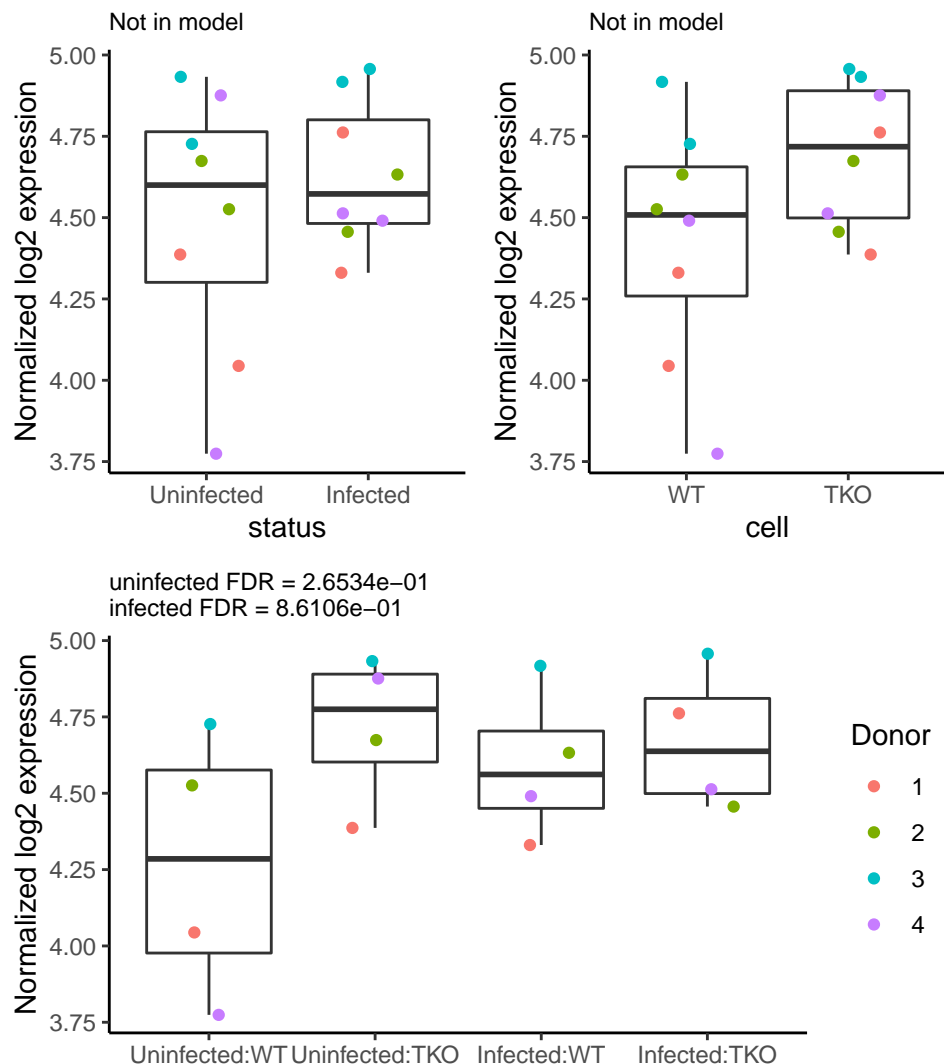 Not in model
Normalized log2 expression
5.00
4.75
4.50
4.25
4.00
3.75
Uninfected
Infected
status
Not in model
Normalized log2 expression
5.00
4.75
4.50
4.25
4.00
3.75
WT
TKO
cell
uninfected FDR = 2.6534e−01
infected FDR = 8.6106e−01
Normalized log2 expression
5.00
4.75
4.50
4.25
4.00
3.75
Uninfected:WT
Uninfected:TKO
Infected:WT
Infected:TKO
Donor
1
2
3
4